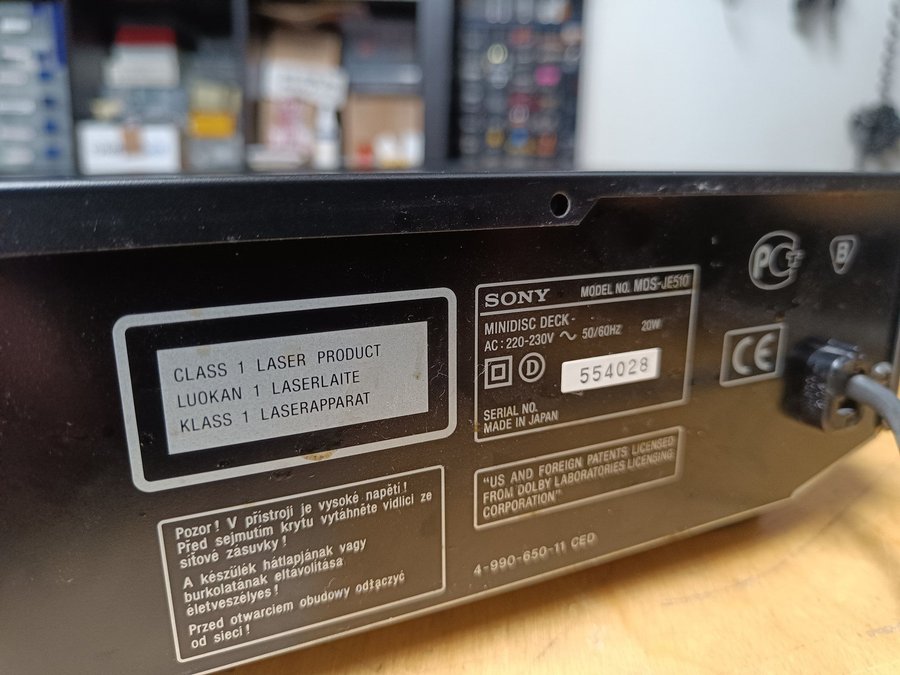 CLASS 1 LASER PRODUCT
LUOKAN 1 LASERLAITE
KLASS 1 LASERAPPARAT
Pozor! V přístroji je vysoké napětí!
Před sejmutím krytu vytáhněte vidlici ze
síťové zásuvky!
A készülék hátlapjának vagy
burkolatának eltávolítása
életveszélyes!
Przed otwarciem obudowy odłączyć
od sieci!
SONY MODEL NO. MDS-JE510
MINIDISC DECK
AC: 220-230V ~ 50/60HZ 20W
D
554028
SERIAL NO.
MADE IN JAPAN
"US AND FOREIGN PATENTS LICENSED
FROM DOLBY LABORATORIES LICENSING
CORPORATION"
4-990-650-11 CED
PCT
B
CE